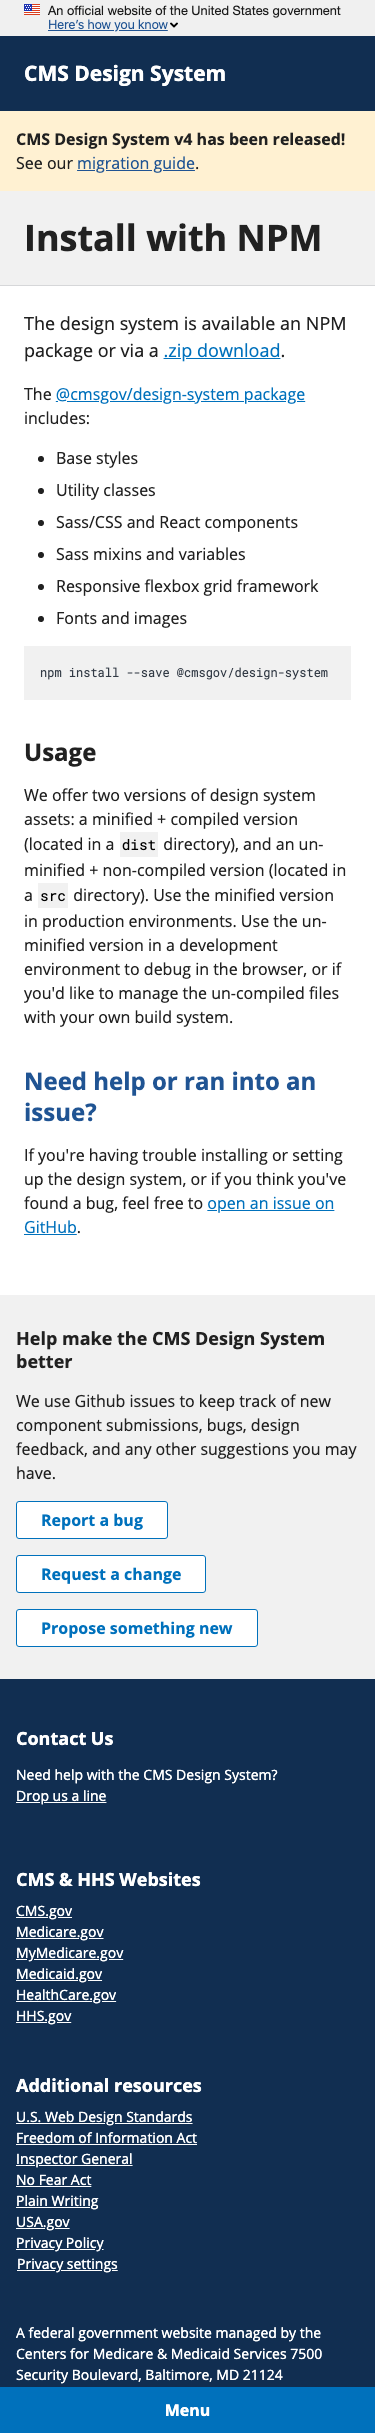 An official website of the United States government
Here's how you know
CMS Design System
CMS Design System v4 has been released!
See our migration guide.
Install with NPM
The design system is available an NPM
package or via a .zip download.
The @cmsgov/design-system package
includes:
Base styles
Utility classes
Sass/CSS and React components
Sass mixins and variables
Responsive flexbox grid framework
Fonts and images
npm install --save @cmsgov/design-system
Usage
We offer two versions of design system
assets: a minified + compiled version
(located in a dist directory), and an un-
minified + non-compiled version (located in
a src directory). Use the minified version
in production environments. Use the un-
minified version in a development
environment to debug in the browser, or if
you'd like to manage the un-compiled files
with your own build system.
Need help or ran into an
issue?
If you're having trouble installing or setting
up the design system, or if you think you've
found a bug, feel free to open an issue on
GitHub.
Help make the CMS Design System
better
We use Github issues to keep track of new
component submissions, bugs, design
feedback, and any other suggestions you may
have.
Report a bug
Request a change
Propose something new
Contact Us
Need help with the CMS Design System?
Drop us a line
CMS & HHS Websites
CMS.gov
Medicare.gov
MyMedicare.gov
Medicaid.gov
HealthCare.gov
HHS.gov
Additional resources
U.S. Web Design Standards
Freedom of Information Act
Inspector General
No Fear Act
Plain Writing
USA.gov
Privacy Policy
Privacy settings
A federal government website managed by the
Centers for Medicare & Medicaid Services 7500
Security Boulevard, Baltimore, MD 21124
Menu